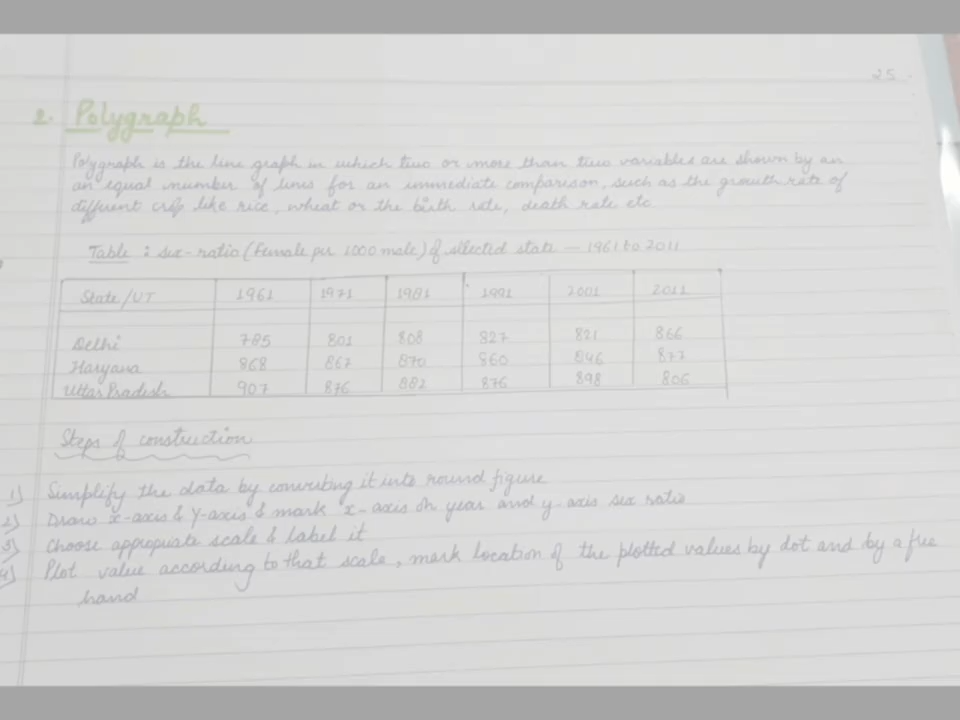 25
2. Polygraph
Polygraph is the line graph in which two or more than two variables are shown by an
an equal number of lines for an immediate comparison, such as the growth rate of
different crop like rice, wheat or the birth rate, death rate etc
Table : sex-ratio (female per 1000 male) of selected state — 1961 to 2011
State/UT 1961 1971 1981 1991 2001 2011
Delhi 785 801 808 827 821 866
Haryana 868 867 870 860 846 877
Uttar Pradesh 907 876 882 876 898 806
Steps of construction
1) Simplify the data by converting it into round figure
2) Draw x-axis & Y-axis & mark x-axis on year and y-axis sex ratio
3) Choose appropriate scale & label it
4) Plot value according to that scale, mark location of the plotted values by dot and by a free
hand